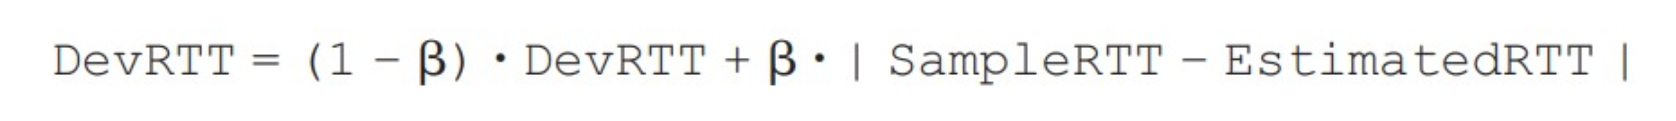 DevRTT = (1 – β) · DevRTT + β · | SampleRTT – EstimatedRTT |